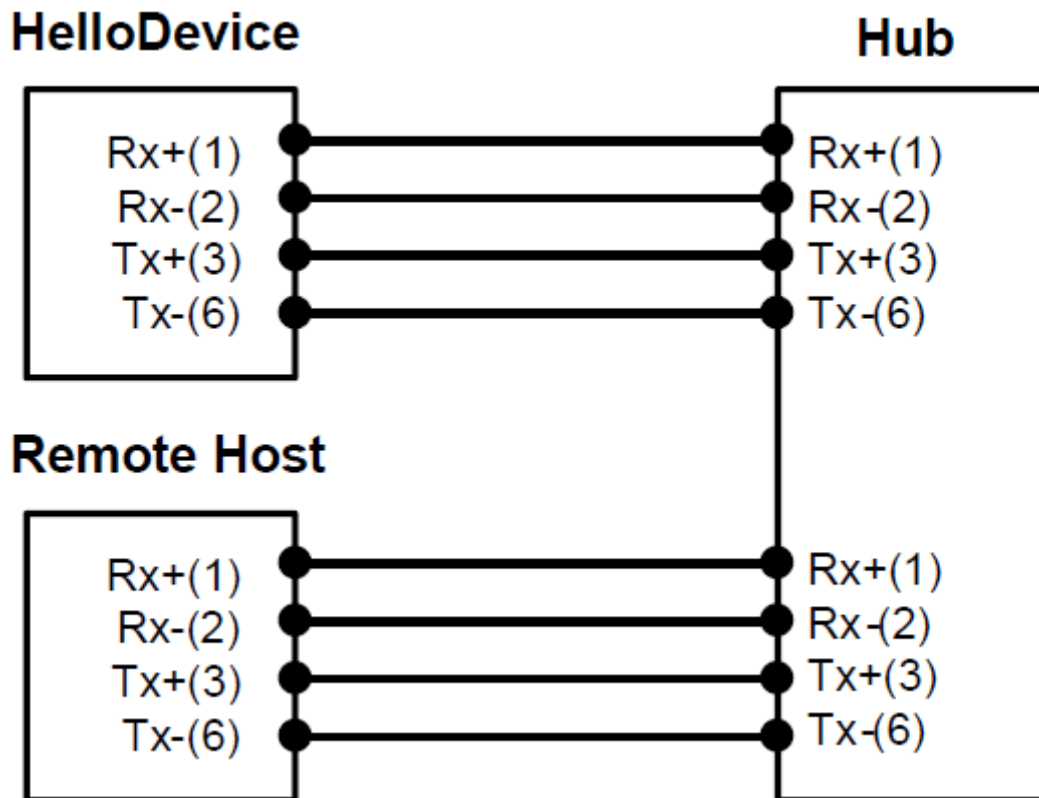 HelloDevice
Hub
Rx+(1)
Rx-(2)
Tx+(3)
Tx-(6)
Rx+(1)
Rx-(2)
Tx+(3)
Tx-(6)
Remote Host
Rx+(1)
Rx-(2)
Tx+(3)
Tx-(6)
Rx+(1)
Rx-(2)
Tx+(3)
Tx-(6)